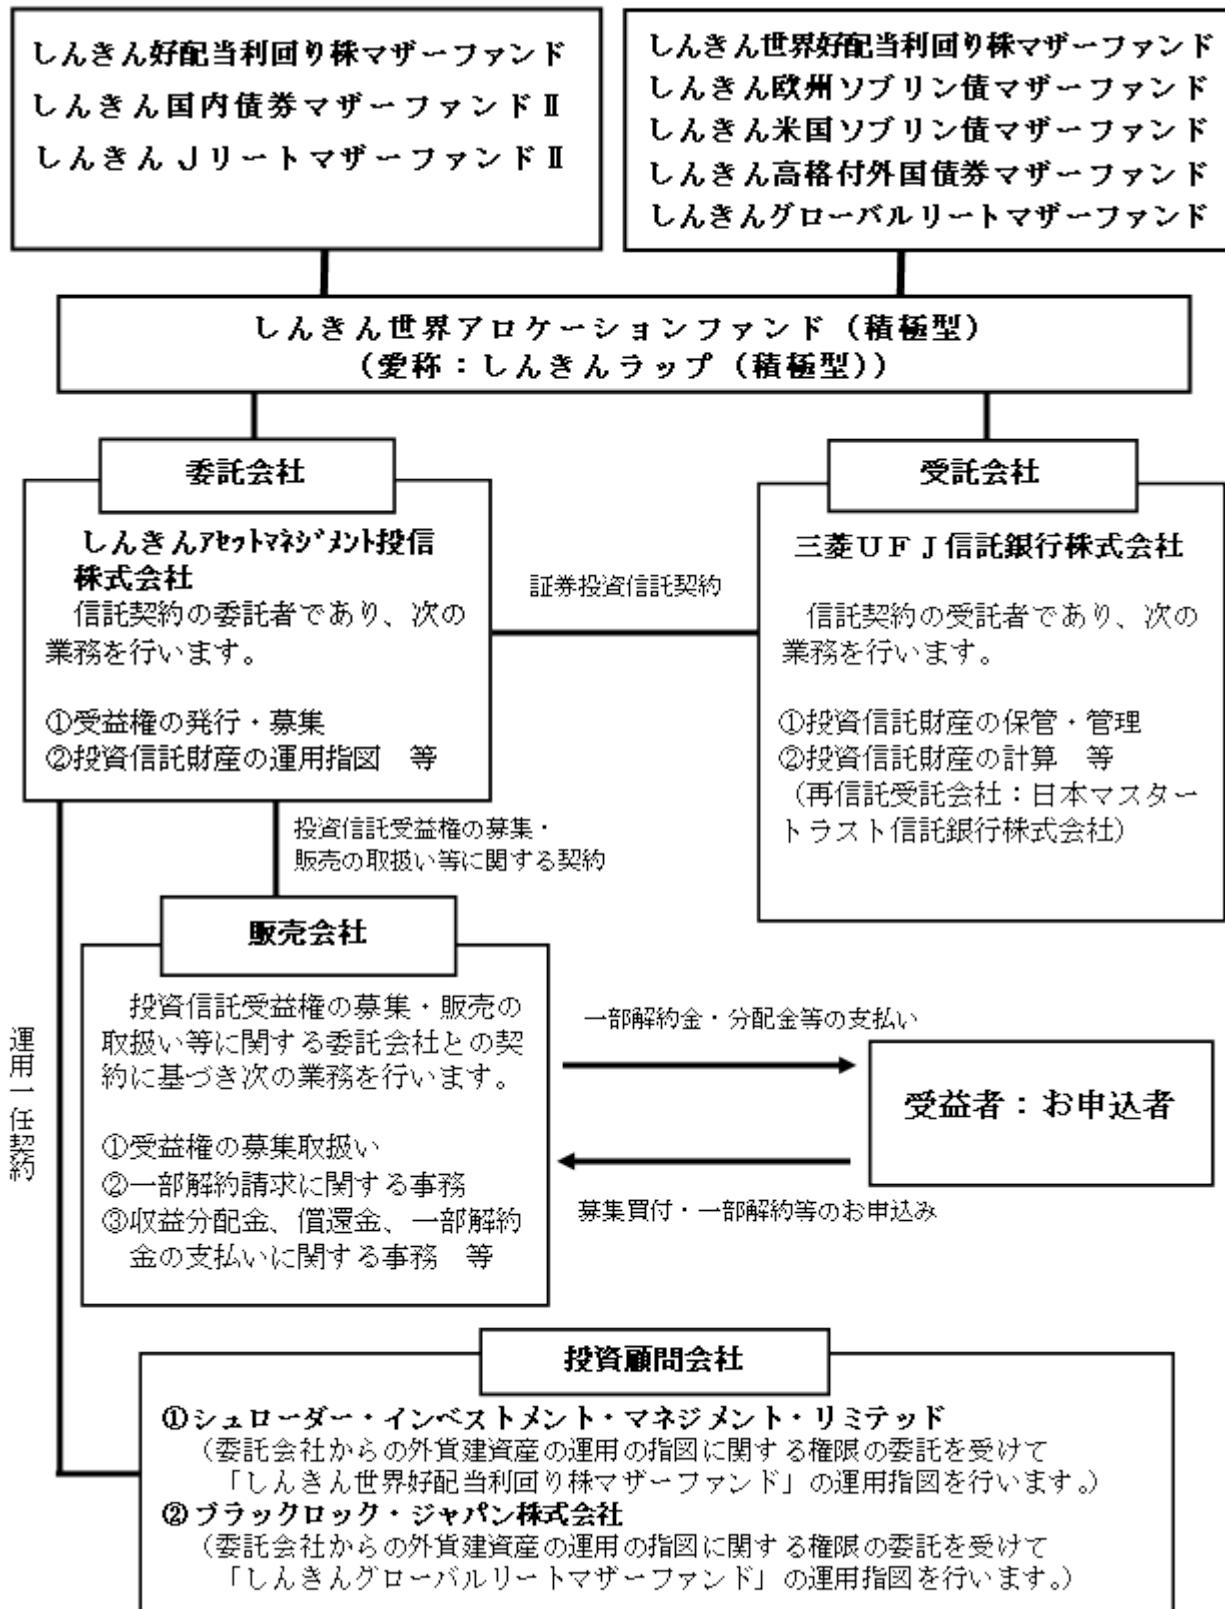 しんきん好配当利回り株マザーファンド
しんきん国内債券マザーファンドⅡ
しんきんJリートマザーファンドⅡ
しんきん世界好配当利回り株マザーファンド
しんきん欧州ソブリン債マザーファンド
しんきん米国ソブリン債マザーファンド
しんきん高格付外国債券マザーファンド
しんきんグローバルリートマザーファンド
しんきん世界アロケーションファンド(積極型)
(愛称:しんきんラップ(積極型))
委託会社
しんきんアセットマネジメント投信
株式会社
信託契約の委託者であり、次の
業務を行います。
①受益権の発行・募集
②投資信託財産の運用指図 等
証券投資信託契約
受託会社
三菱UFJ信託銀行株式会社
信託契約の受託者であり、次の
業務を行います。
①投資信託財産の保管・管理
②投資信託財産の計算 等
(再信託受託会社:日本マスター
トラスト信託銀行株式会社)
投資信託受益権の募集・
販売の取扱い等に関する契約
販売会社
投資信託受益権の募集・販売の
取扱い等に関する委託会社との契
約に基づき次の業務を行います。
①受益権の募集取扱い
②一部解約請求に関する事務
③収益分配金、償還金、一部解約
金の支払いに関する事務 等
一部解約金・分配金等の支払い
受益者:お申込者
募集買付・一部解約等のお申込み
運用一任契約
投資顧問会社
①シュローダー・インベストメント・マネジメント・リミテッド
(委託会社からの外貨建資産の運用の指図に関する権限の委託を受けて
「しんきん世界好配当利回り株マザーファンド」の運用指図を行います。)
②ブラックロック・ジャパン株式会社
(委託会社からの外貨建資産の運用の指図に関する権限の委託を受けて
「しんきんグローバルリートマザーファンド」の運用指図を行います。)